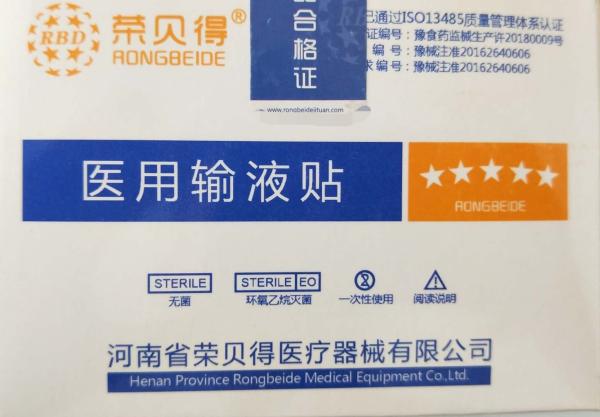 RBD
荣贝得®
RONGBEIDE
合格证
www.rongbeidejituan.com
已通过ISO13485质量管理体系认证
证编号：豫食药监械生产许20180009号
编号：豫械注准20162640606
求编号：豫械注准20162640606
医用输液贴
RONGBEIDE
STERILE
无菌
STERILE EO
环氧乙烷灭菌
一次性使用
阅读说明
河南省荣贝得医疗器械有限公司
Henan Province Rongbeide Medical Equipment Co.,Ltd.